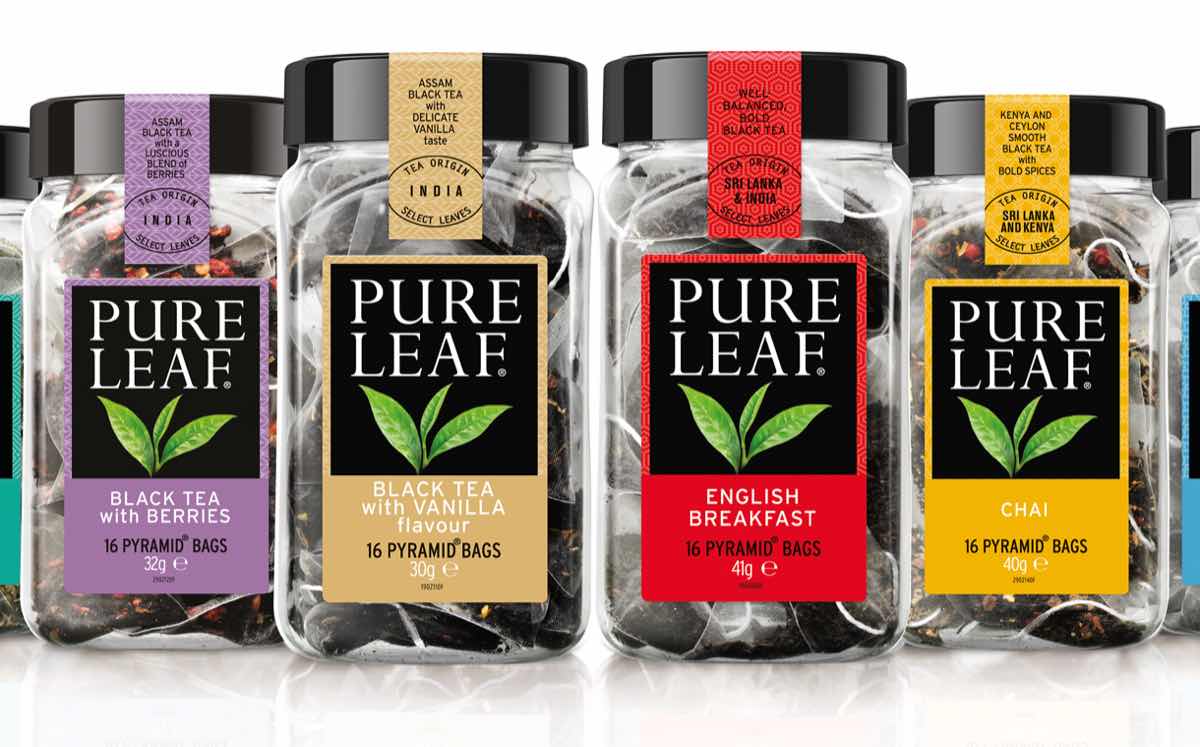 ASSAM
BLACK TEA
with a
LUSCIOUS
BLEND of
BERRIES
TEA ORIGIN
INDIA
SELECT LEAVES
PURE
LEAF®
BLACK TEA
with BERRIES
16 PYRAMID® BAGS
32g ℮
ASSAM
BLACK TEA
with
DELICATE
VANILLA
taste
TEA ORIGIN
INDIA
SELECT LEAVES
PURE
LEAF®
BLACK TEA
with VANILLA
flavour
16 PYRAMID® BAGS
30g ℮
WELL-
BALANCED,
BOLD
BLACK TEA
TEA ORIGIN
SRI LANKA
& INDIA
SELECT LEAVES
PURE
LEAF®
ENGLISH
BREAKFAST
16 PYRAMID® BAGS
41g ℮
KENYA AND
CEYLON
SMOOTH
BLACK TEA
with
BOLD SPICES
TEA ORIGIN
SRI LANKA
AND KENYA
SELECT LEAVES
PURE
LEAF®
CHAI
16 PYRAMID® BAGS
40g ℮